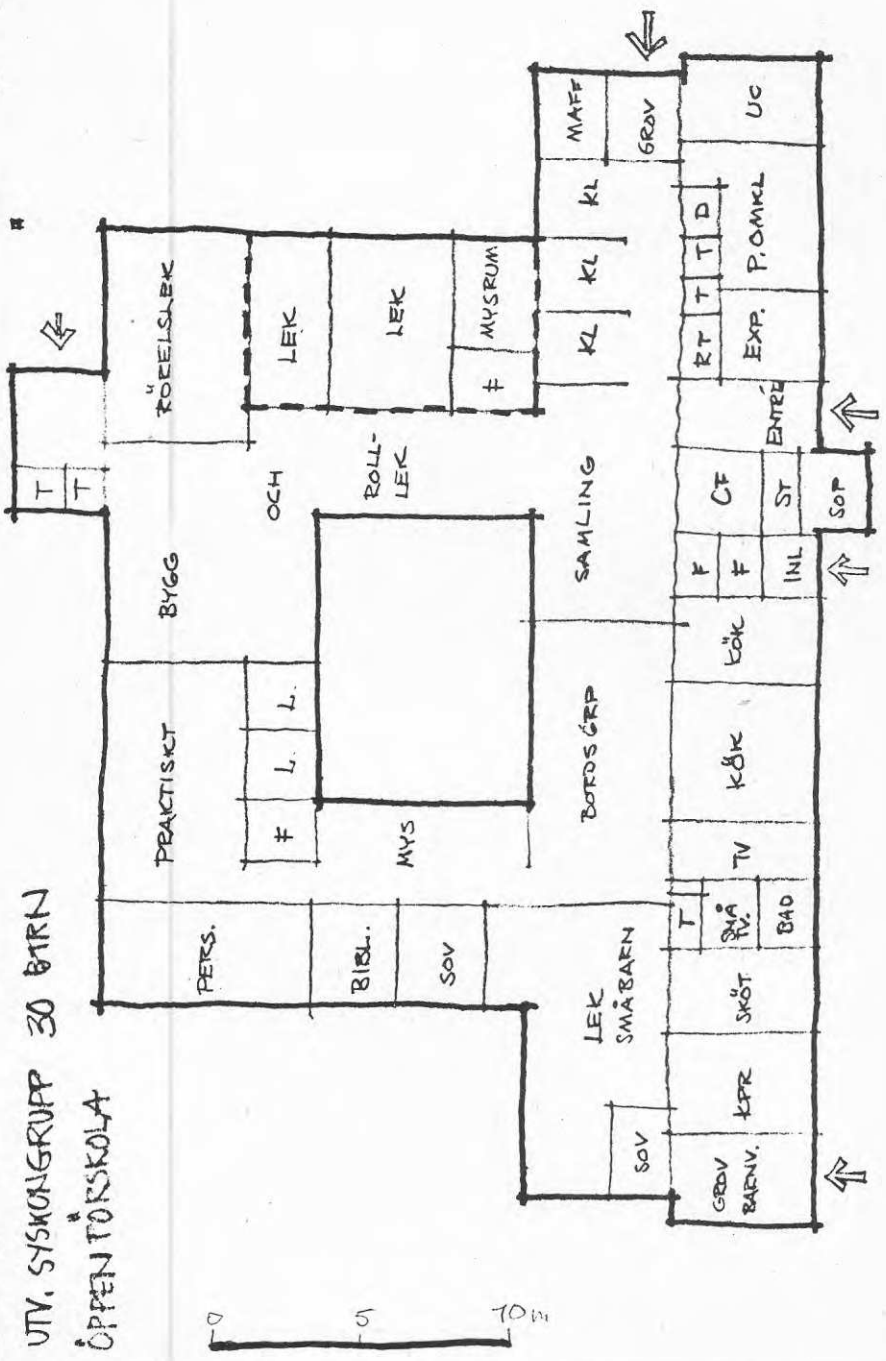 UTV. SYSKONGRUPP 30 BARN
ÖPPEN FÖRSKOLA
0 5 10 m
T
T
RÖRELSLEK
BYGG
OCH
ROLL-
LEK
LEK
LEK
F
MYSRUM
PRAKTISKT
F
L.
L.
PERS.
BIBL.
SOV
MYS
LEK
SMÅBARN
SOV
BORDSGRP
SAMLING
KL
KL
KL
MAFF
GROV
GROV
BARNV.
KPR
SKÖT
T
SMÅ
TV.
BAD
TV
KÖK
KÖK
F
F
INL
CF
ST
SOP
ENTRÉ
RT
T
T
D
EXP.
P.OMKL
UC